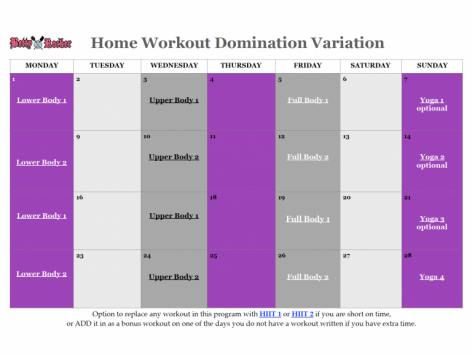 Betty Rocker
Home Workout Domination Variation
MONDAY TUESDAY WEDNESDAY THURSDAY FRIDAY SATURDAY SUNDAY
1 2 3 4 5 6 7
Lower Body 1 Upper Body 1 Full Body 1 Yoga 1
optional
9 10 11 12 13 14
Lower Body 2 Upper Body 2 Full Body 2 Yoga 2
optional
16 17 18 19 20 21
Lower Body 1 Upper Body 1 Full Body 1 Yoga 3
optional
23 24 25 26 27 28
Lower Body 2 Upper Body 2 Full Body 2 Yoga 4
Option to replace any workout in this program with HIIT 1 or HIIT 2 if you are short on time,
or ADD it in as a bonus workout on one of the days you do not have a workout written if you have extra time.